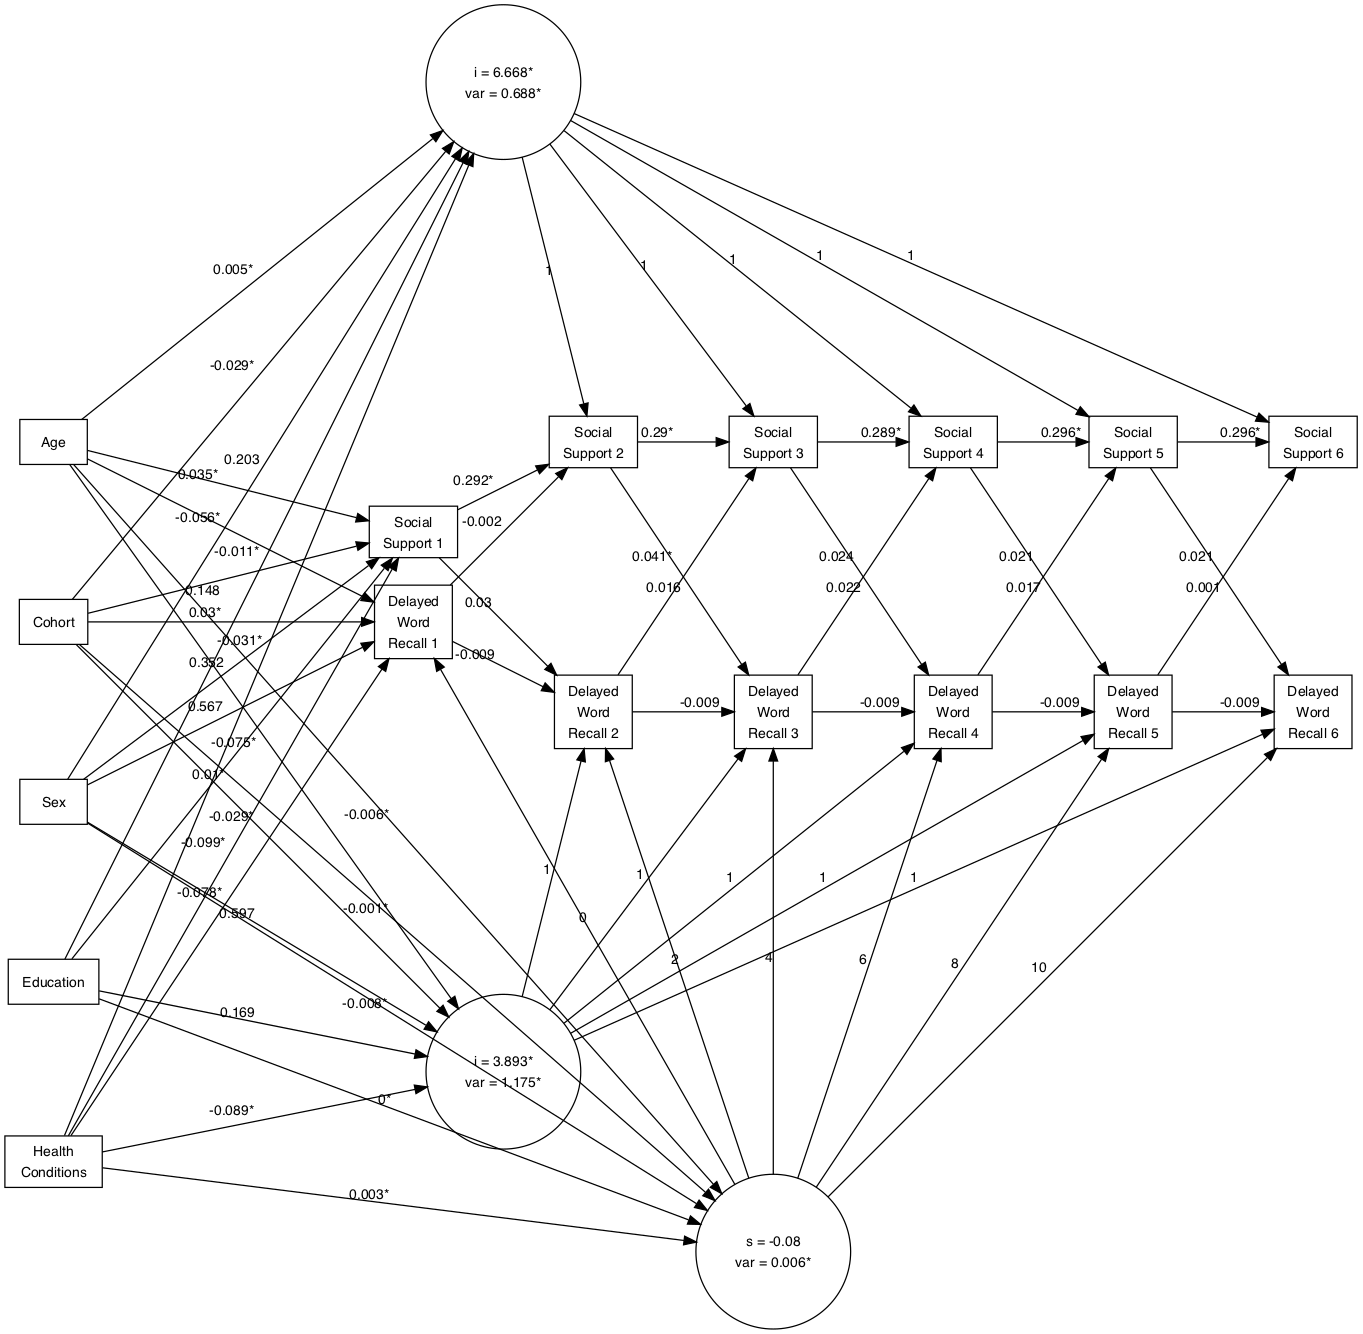 i = 6.668*
var = 0.688*
0.005*
1
1
1
1
1
-0.029*
Age
0.203
0.035*
-0.056*
-0.011*
Social
Support 1
0.292*
-0.002
Social
Support 2
0.29*
Social
Support 3
0.289*
Social
Support 4
0.296*
Social
Support 5
0.296*
Social
Support 6
0.041*
0.016
0.024
0.022
0.021
0.017
0.021
0.001
Cohort
0.148
0.03*
-0.031*
0.352
0.567
Delayed
Word
Recall 1
0.03
-0.009
Delayed
Word
Recall 2
-0.009
Delayed
Word
Recall 3
-0.009
Delayed
Word
Recall 4
-0.009
Delayed
Word
Recall 5
-0.009
Delayed
Word
Recall 6
Sex
-0.075*
0.01*
-0.029*
-0.099*
-0.006*
-0.078*
0.597
-0.001*
1
1
1
1
1
0
2
4
6
8
10
Education
0.169
-0.008*
i = 3.893*
var = 1.175*
0*
-0.089*
Health
Conditions
0.003*
s = -0.08
var = 0.006*